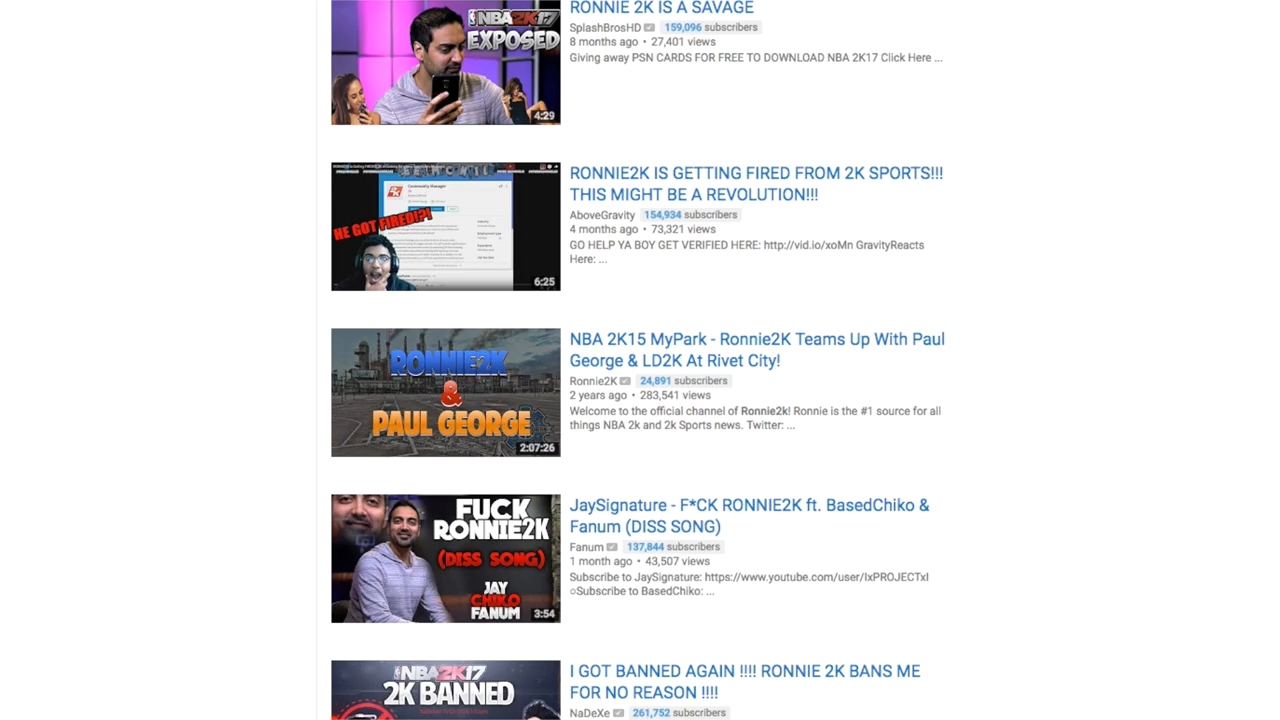 RONNIE 2K IS A SAVAGE
NBA 2K17
EXPOSED
SplashBrosHD 159,096 subscribers
8 months ago • 27,401 views
Giving away PSN CARDS FOR FREE TO DOWNLOAD NBA 2K17 Click Here ...
4:29
RONNIE2K IS GETTING FIRED FROM 2K SPORTS!!!
THIS MIGHT BE A REVOLUTION!!!
Community Manager
HE GOT FIRED!?!
AboveGravity 154,934 subscribers
4 months ago • 73,321 views
GO HELP YA BOY GET VERIFIED HERE: http://vid.io/xoMn GravityReacts
Here: ...
6:25
NBA 2K15 MyPark - Ronnie2K Teams Up With Paul
George & LD2K At Rivet City!
RONNIE2K
&
PAUL GEORGE
Ronnie2K 24,891 subscribers
2 years ago • 283,541 views
Welcome to the official channel of Ronnie2k! Ronnie is the #1 source for all
things NBA 2k and 2k Sports news. Twitter: ...
2:07:26
JaySignature - F*CK RONNIE2K ft. BasedChiko &
Fanum (DISS SONG)
FUCK
RONNIE2K
(DISS SONG)
JAY
CHIKO
FANUM
Fanum 137,844 subscribers
1 month ago • 43,507 views
Subscribe to JaySignature: https://www.youtube.com/user/IxPROJECTxI
○Subscribe to BasedChiko: ...
3:54
I GOT BANNED AGAIN !!!! RONNIE 2K BANS ME
FOR NO REASON !!!!
NBA 2K17
2K BANNED
NaDeXe 261,752 subscribers